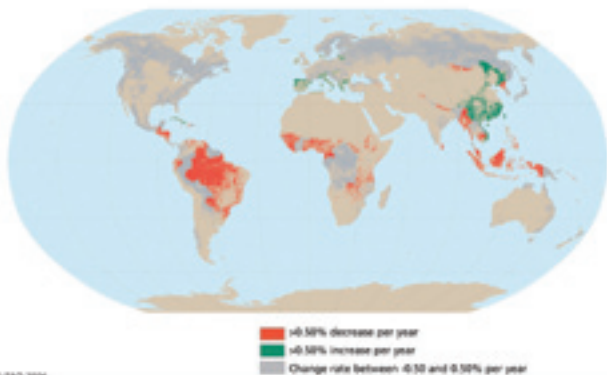 >0.50% decrease per year
>0.50% increase per year
Change rate between -0.50 and 0.50% per year